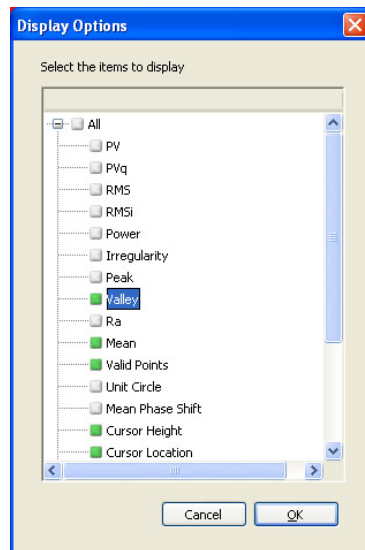 Display Options
Select the items to display
All
PV
PVq
RMS
RMSi
Power
Irregularity
Peak
Valley
Ra
Mean
Valid Points
Unit Circle
Mean Phase Shift
Cursor Height
Cursor Location
Cancel
OK